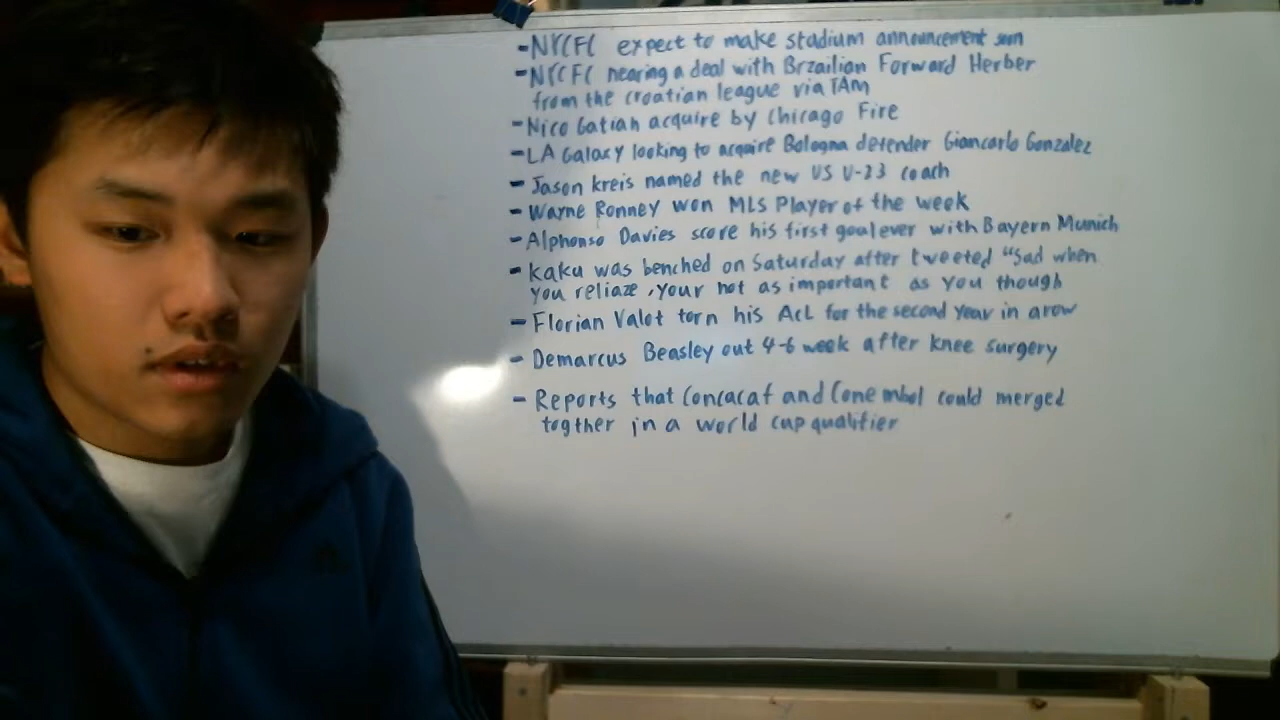 - NYCFC expect to make stadium announcement soon
- NYCFC nearing a deal with Brzailian Forward Herber
from the croatian league via TAM
- Nico Gatian acquire by Chicago Fire
- LA Galaxy looking to acquire Bologna defender Giancarlo Gonzalez
- Jason kreis named the new US U-23 coach
- Wayne Ronney won MLS Player of the week
- Alphonso Davies score his first goal ever with Bayern Munich
- Kaku was benched on Saturday after tweeted "Sad when
you reliaze, your not as important as you though
- Florian Valot torn his ACL for the second year in a row
- Demarcus Beasley out 4-6 week after knee surgery
- Reports that Concacaf and Conembol could merged
togther in a world cup qualifier